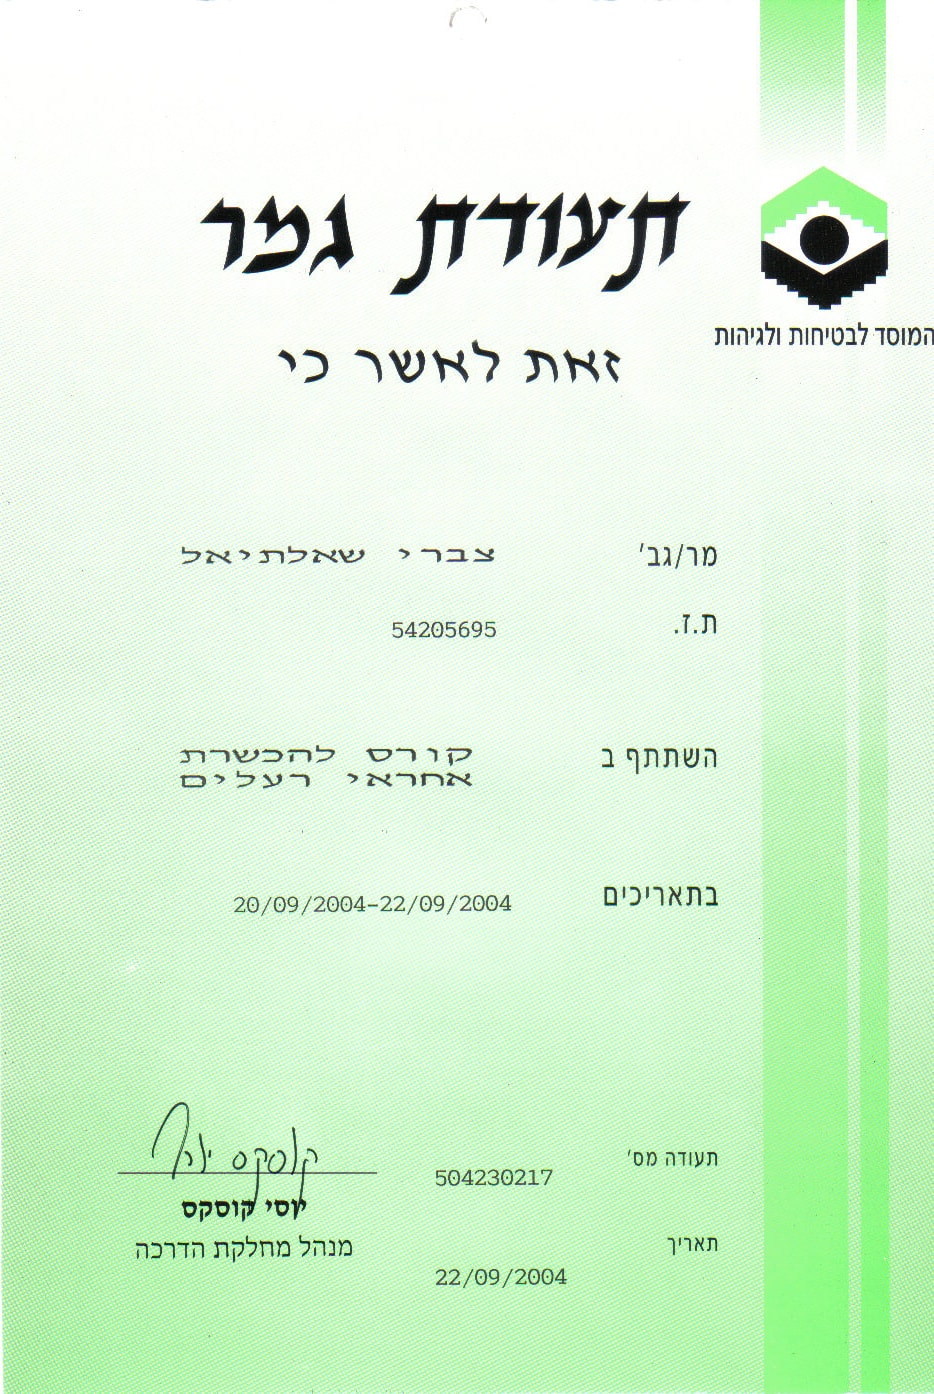 תעודת גמר
המוסד לבטיחות ולגיהות
זאת לאשר כי
מר/גב' צברי שאלתיאל
ת.ז. 54205695
השתתף ב קורס להכשרת
אחראי רעלים
בתאריכים 20/09/2004-22/09/2004
תעודה מס' 504230217
יוסי קוסקס
מנהל מחלקת הדרכה
תאריך 22/09/2004